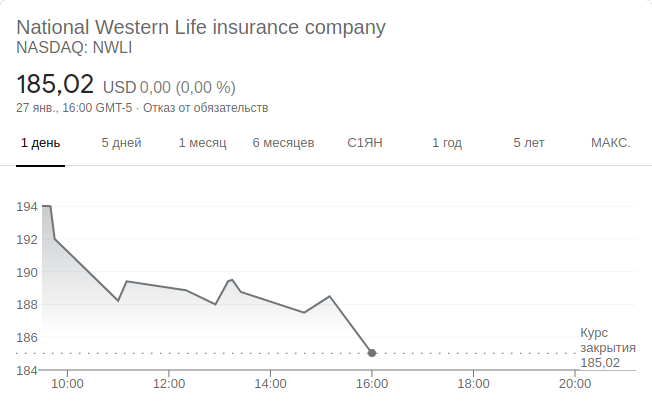 National Western Life insurance company
NASDAQ: NWLI
185,02 USD 0,00 (0,00 %)
27 янв., 16:00 GMT-5 · Отказ от обязательств
1 день 5 дней 1 месяц 6 месяцев С1ЯН 1 год 5 лет МАКС.
194
192
190
188
186
184
Курс
закрытия
185,02
10:00 12:00 14:00 16:00 18:00 20:00